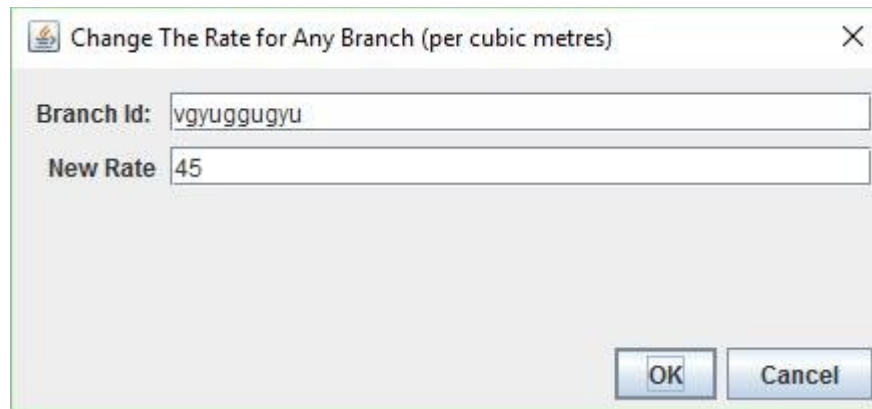 Change The Rate for Any Branch (per cubic metres)
Branch Id: vgyuggugyu
New Rate 45
OK Cancel